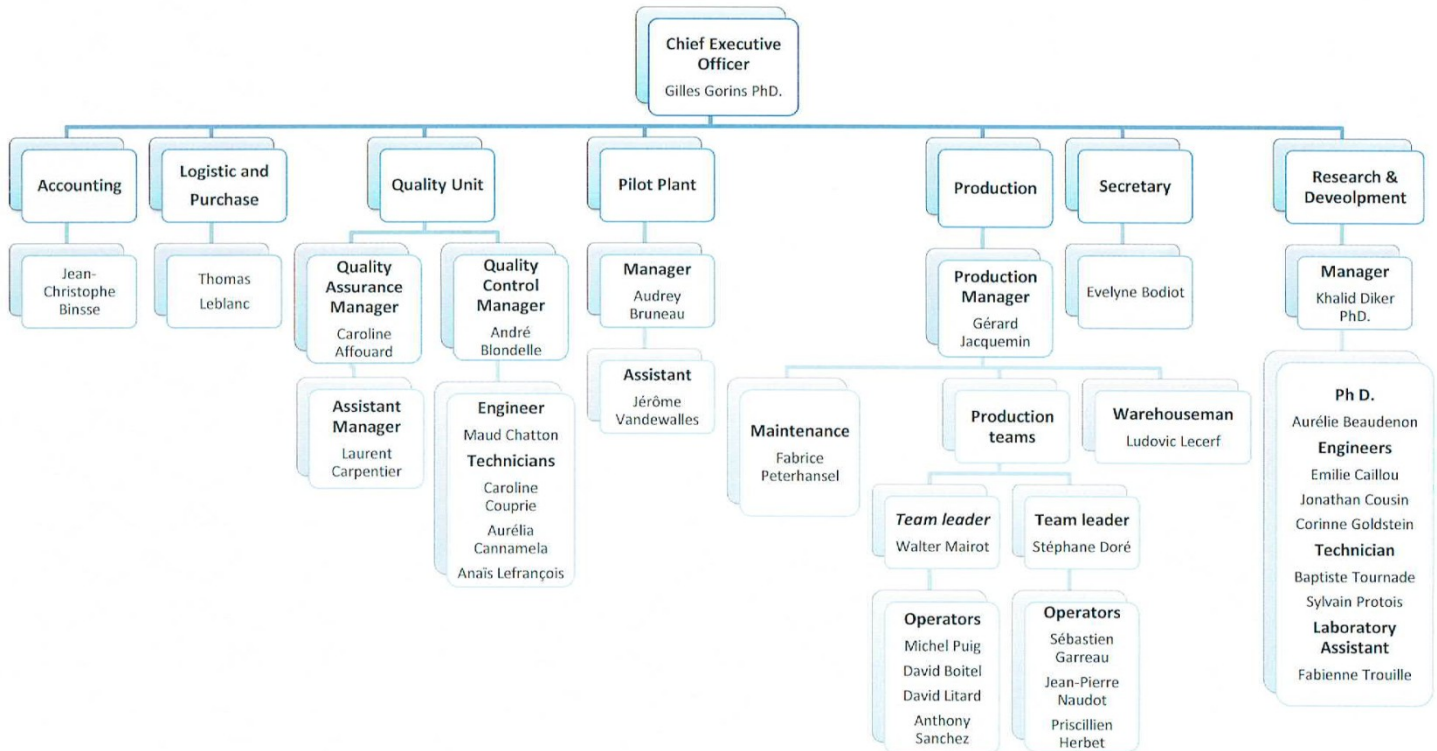 Chief Executive
Officer
Gilles Gorins PhD.
Accounting
Jean-
Christophe
Binsse
Logistic and
Purchase
Thomas
Leblanc
Quality Unit
Quality
Assurance
Manager
Caroline
Affouard
Assistant
Manager
Laurent
Carpentier
Quality
Control
Manager
André
Blondelle
Engineer
Maud Chatton
Technicians
Caroline
Couprie
Aurélia
Cannamela
Anaïs Lefrançois
Pilot Plant
Manager
Audrey
Bruneau
Assistant
Jérôme
Vandewalles
Production
Production
Manager
Gérard
Jacquemin
Maintenance
Fabrice
Peterhansel
Production
teams
Team leader
Walter Mairot
Operators
Michel Puig
David Boitel
David Litard
Anthony
Sanchez
Team leader
Stéphane Doré
Operators
Sébastien
Garreau
Jean-Pierre
Naudot
Priscillien
Herbet
Warehouseman
Ludovic Lecerf
Secretary
Evelyne Bodiot
Research &
Deveolpment
Manager
Khalid Diker
PhD.
Ph D.
Aurélie Beaudenon
Engineers
Emilie Caillou
Jonathan Cousin
Corinne Goldstein
Technician
Baptiste Tournade
Sylvain Protois
Laboratory
Assistant
Fabienne Trouille